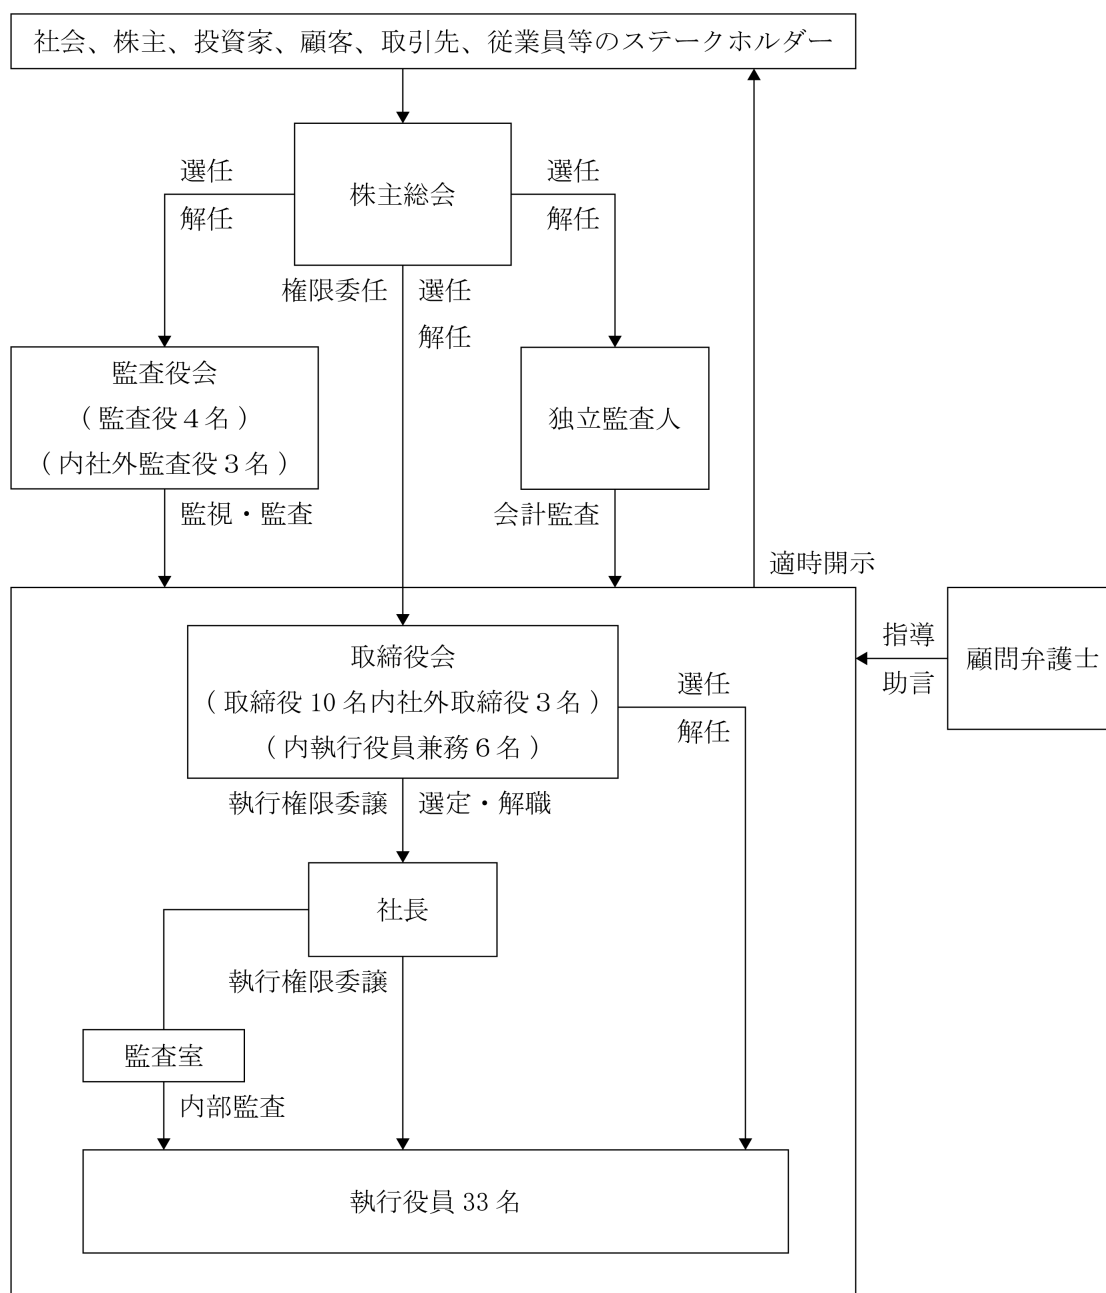 社会、株主、投資家、顧客、取引先、従業員等のステークホルダー
選任
解任
株主総会
選任
解任
権限委任
選任
解任
監査役会
(監査役4名)
(内社外監査役3名)
独立監査人
監視・監査
会計監査
適時開示
取締役会
(取締役10名内社外取締役3名)
(内執行役員兼務6名)
選任
解任
指導
助言
顧問弁護士
執行権限委譲
選定・解職
社長
執行権限委譲
監査室
内部監査
執行役員33名